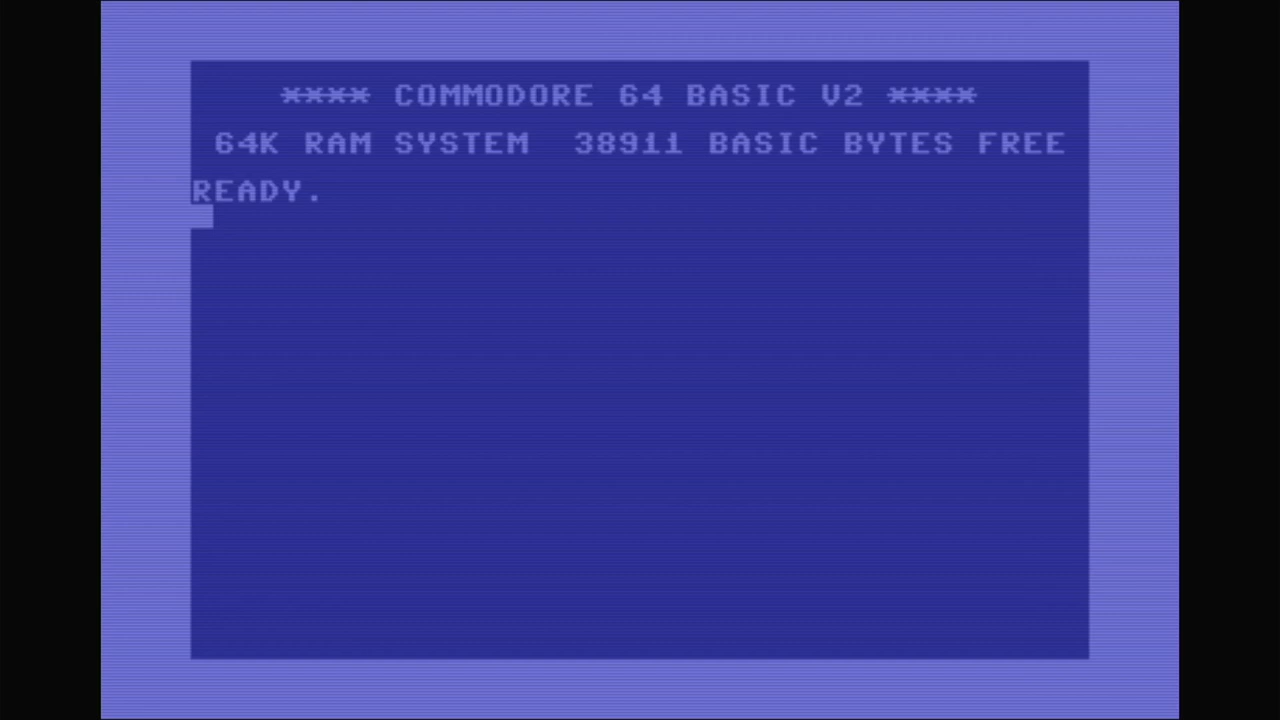 **** COMMODORE 64 BASIC V2 ****
64K RAM SYSTEM  38911 BASIC BYTES FREE
READY.